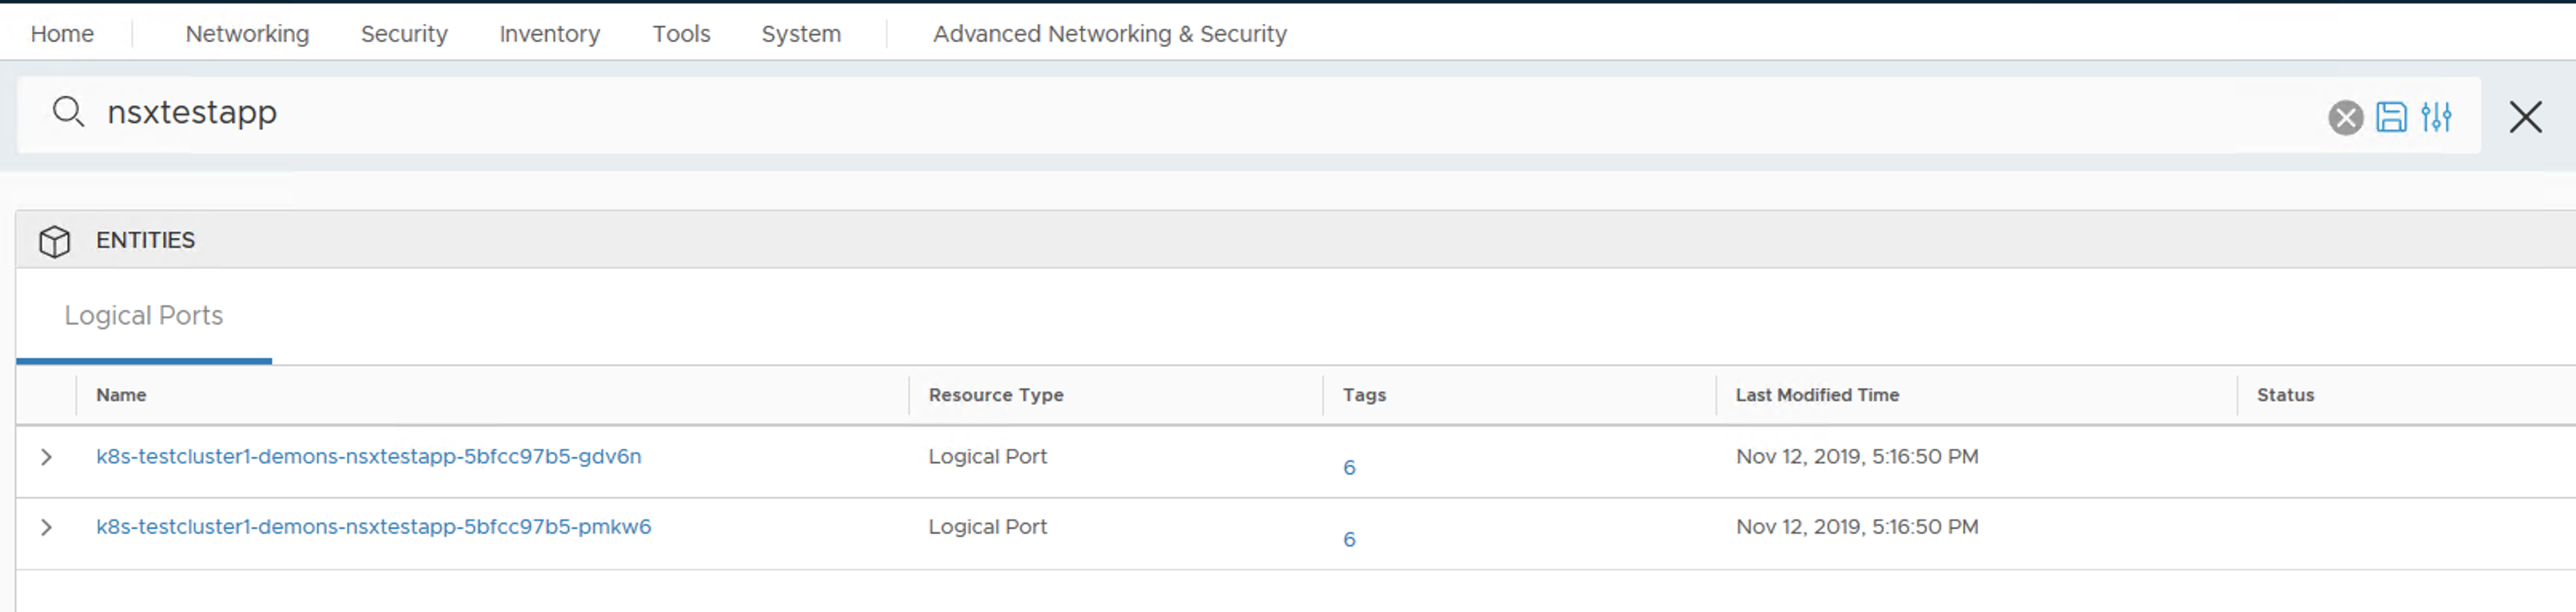 Home Networking Security Inventory Tools System Advanced Networking & Security
nsxtestapp
ENTITIES
Logical Ports
Name Resource Type Tags Last Modified Time Status
k8s-testcluster1-demons-nsxtestapp-5bfcc97b5-gdv6n Logical Port 6 Nov 12, 2019, 5:16:50 PM
k8s-testcluster1-demons-nsxtestapp-5bfcc97b5-pmkw6 Logical Port 6 Nov 12, 2019, 5:16:50 PM